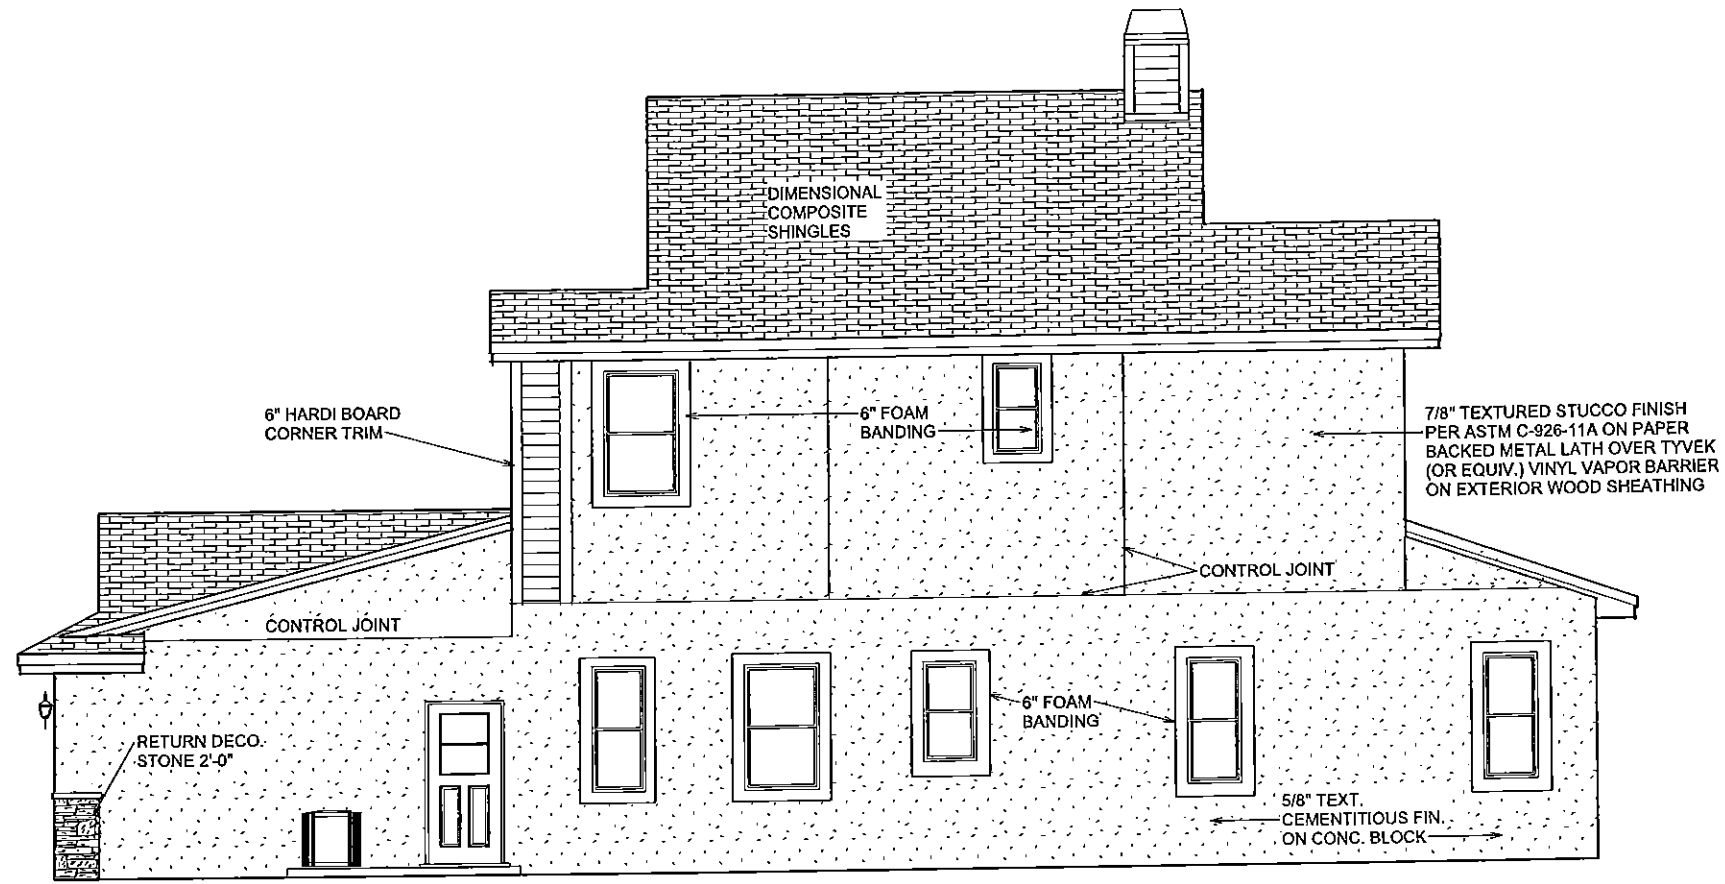 DIMENSIONAL
COMPOSITE
SHINGLES
6" HARDI BOARD
CORNER TRIM
6" FOAM
BANDING
7/8" TEXTURED STUCCO FINISH
PER ASTM C-926-11A ON PAPER
BACKED METAL LATH OVER TYVEK
(OR EQUIV.) VINYL VAPOR BARRIER
ON EXTERIOR WOOD SHEATHING
CONTROL JOINT
CONTROL JOINT
6" FOAM
BANDING
RETURN DECO.
STONE 2'-0"
5/8" TEXT.
CEMENTITIOUS FIN.
ON CONC. BLOCK